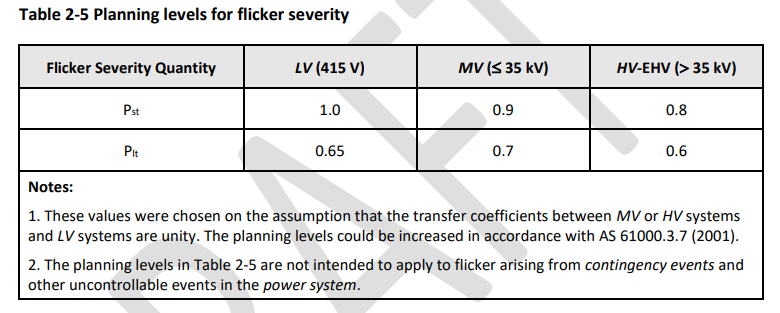 Table 2-5 Planning levels for flicker severity
Flicker Severity Quantity LV (415 V) MV (≤ 35 kV) HV-EHV (> 35 kV)
Pst 1.0 0.9 0.8
Plt 0.65 0.7 0.6
Notes:
1. These values were chosen on the assumption that the transfer coefficients between MV or HV systems
and LV systems are unity. The planning levels could be increased in accordance with AS 61000.3.7 (2001).
2. The planning levels in Table 2-5 are not intended to apply to flicker arising from contingency events and
other uncontrollable events in the power system.